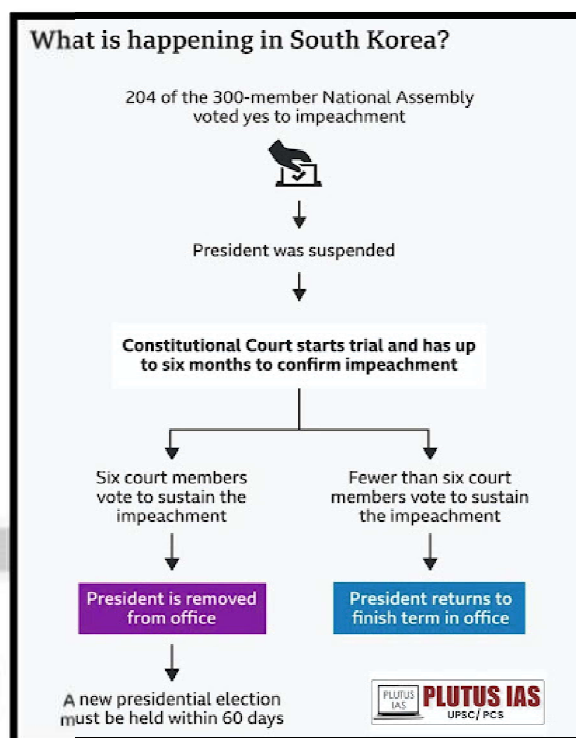 What is happening in South Korea?
204 of the 300-member National Assembly
voted yes to impeachment
President was suspended
Constitutional Court starts trial and has up
to six months to confirm impeachment
Six court members
vote to sustain the
impeachment
Fewer than six court
members vote to sustain
the impeachment
President is removed
from office
President returns to
finish term in office
A new presidential election
must be held within 60 days
PLUTUS
IAS
PLUTUS IAS
UPSC/PCS